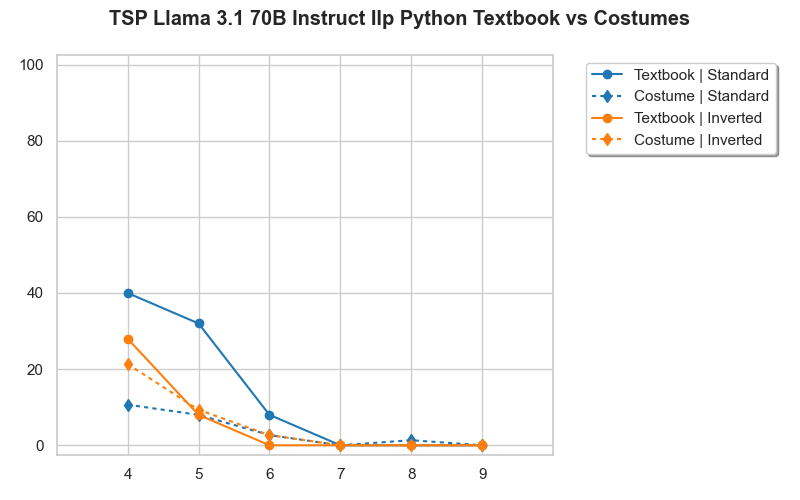 TSP Llama 3.1 70B Instruct Ilp Python Textbook vs Costumes
100
80
60
40
20
0
4 5 6 7 8 9
Textbook | Standard
Costume | Standard
Textbook | Inverted
Costume | Inverted